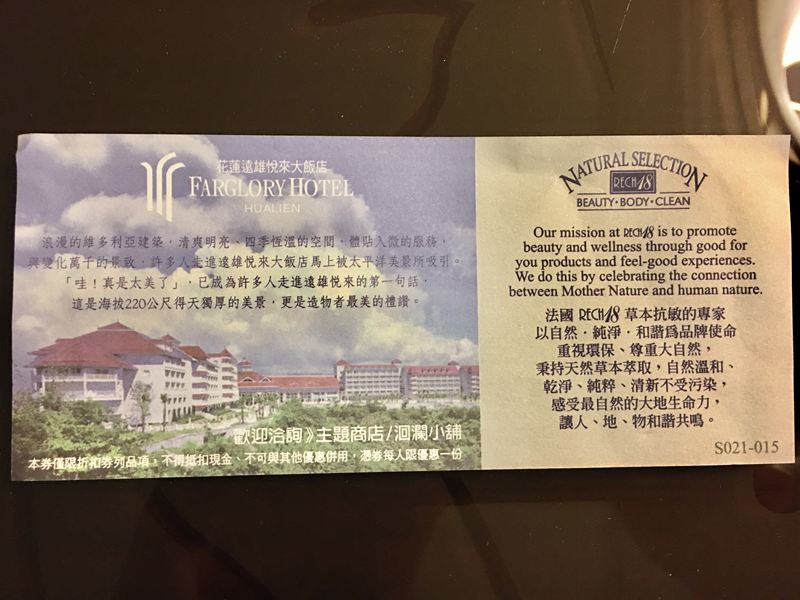 花蓮遠雄悅來大飯店
FARGLORY HOTEL
HUALIEN
浪漫的維多利亞建築，清爽明亮、四季恆溫的空間，體貼入微的服務，
與變化萬千的景致，許多人走進遠雄悅來大飯店馬上被太平洋美景所吸引。
「哇！真是太美了」，已成為許多人走進遠雄悅來的第一句話，
這是海拔220公尺得天獨厚的美景，更是造物者最美的禮讚。
歡迎洽詢》主題商店/洄瀾小舖
本券僅限折扣券列品項，不得抵扣現金、不可與其他優惠併用，憑券每人限優惠一份
NATURAL SELECTION
RECH18
BEAUTY·BODY·CLEAN
Our mission at RECH18 is to promote
beauty and wellness through good for
you products and feel-good experiences.
We do this by celebrating the connection
between Mother Nature and human nature.
法國 RECH18 草本抗敏的專家
以自然·純淨·和諧為品牌使命
重視環保、尊重大自然，
秉持天然草本萃取，自然溫和、
乾淨、純粹、清新不受污染，
感受最自然的大地生命力，
讓人、地、物和諧共鳴。
S021-015